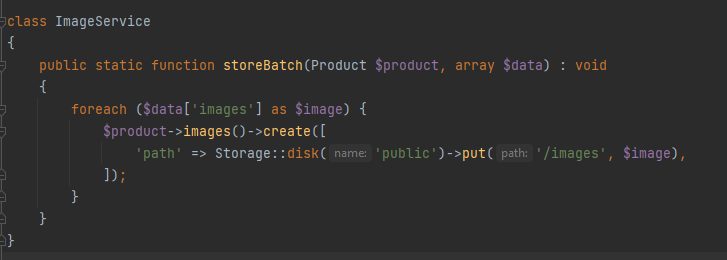 class ImageService
{
    public static function storeBatch(Product $product, array $data) : void
    {
        foreach ($data['images'] as $image) {
            $product->images()->create([
                'path' => Storage::disk( name: 'public')->put( path: '/images', $image),
            ]);
        }
    }
}